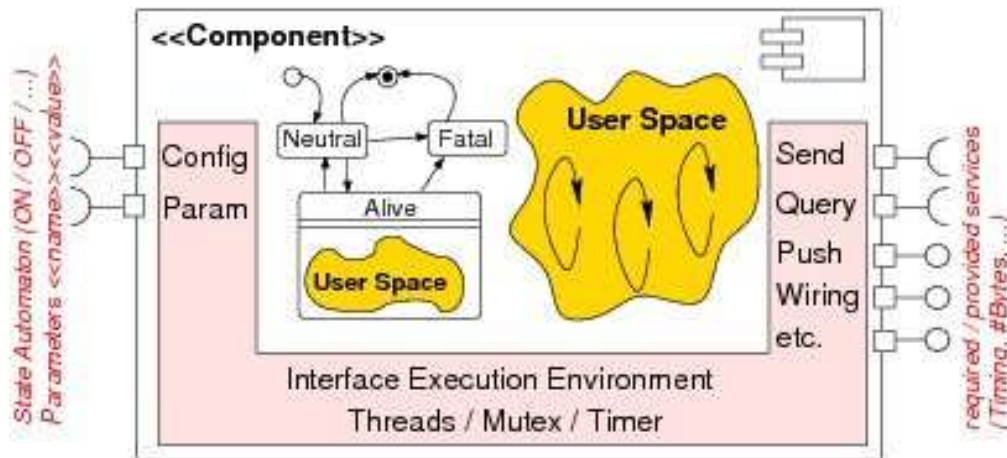 <<Component>>
State Automaton (ON / OFF / ...)
Parameters <<name>><<value>>
Neutral
Fatal
Alive
User Space
User Space
Config
Param
Send
Query
Push
Wiring
etc.
Interface Execution Environment
Threads / Mutex / Timer
required / provided services
(Timing, #Bytes, ...)